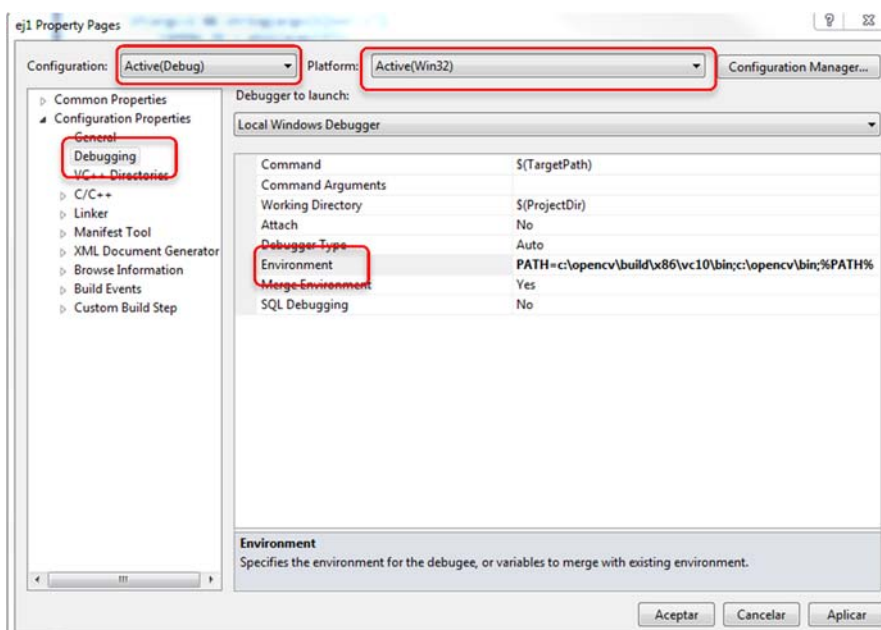 ej1 Property Pages
Configuration: Active(Debug) Platform: Active(Win32) Configuration Manager...
Common Properties
Configuration Properties
General
Debugging
VC++ Directories
C/C++
Linker
Manifest Tool
XML Document Generator
Browse Information
Build Events
Custom Build Step
Debugger to launch:
Local Windows Debugger
Command $(TargetPath)
Command Arguments
Working Directory $(ProjectDir)
Attach No
Debugger Type Auto
Environment PATH=c:\opencv\build\x86\vc10\bin;c:\opencv\bin;%PATH%
Merge Environment Yes
SQL Debugging No
Environment
Specifies the environment for the debugee, or variables to merge with existing environment.
Aceptar Cancelar Aplicar